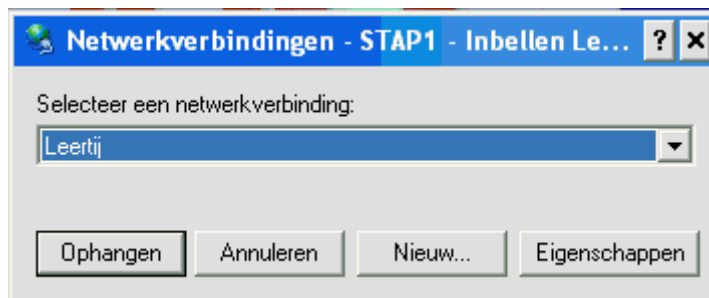 Netwerkverbindingen - STAP1 - Inbellen Le... ?
Selecteer een netwerkverbinding:
Leertij
Ophangen Annuleren Nieuw... Eigenschappen